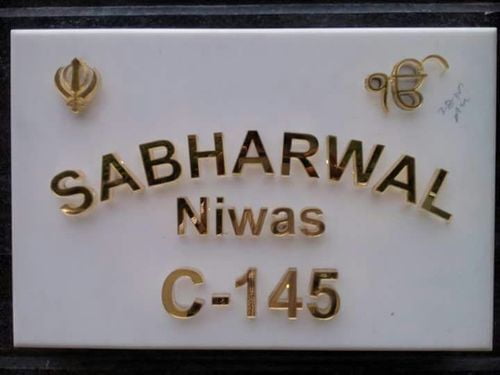 ੴ
SABHARWAL
Niwas
C-145